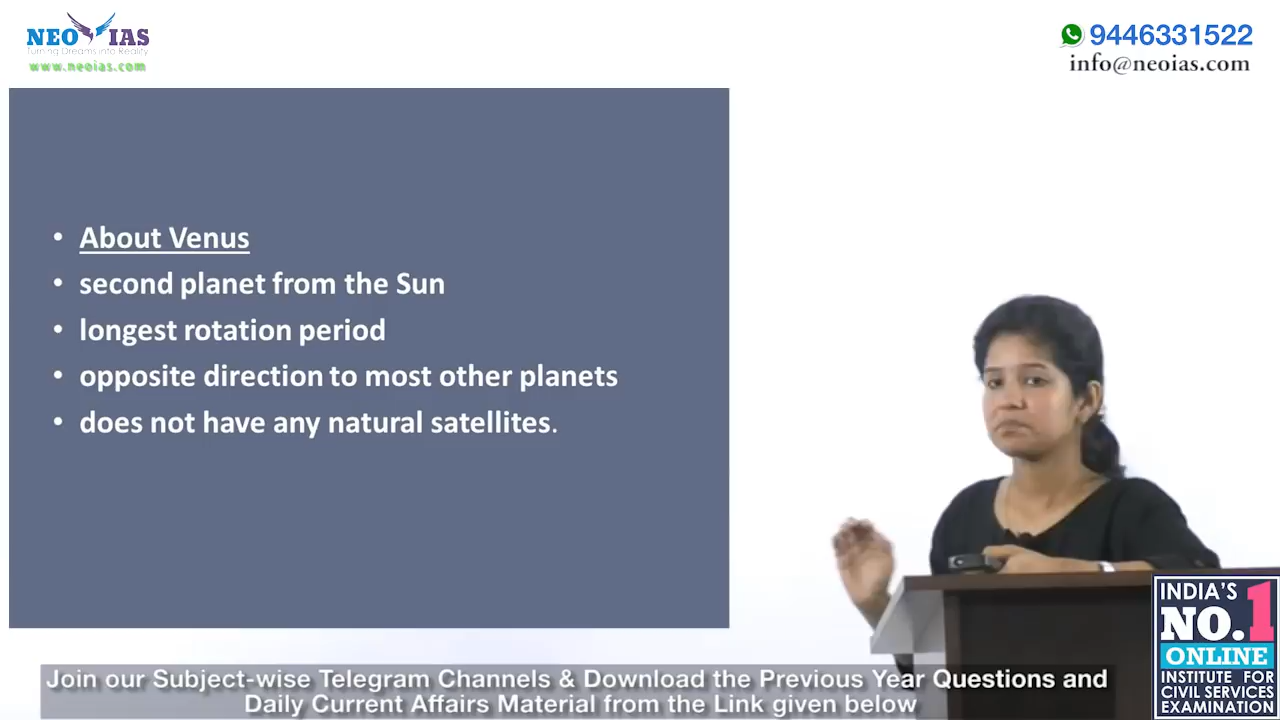 NEO IAS
Turning Dreams into Reality
www.neoias.com
9446331522
info@neoias.com
• About Venus
• second planet from the Sun
• longest rotation period
• opposite direction to most other planets
• does not have any natural satellites.
INDIA'S
NO.1
ONLINE
INSTITUTE FOR
CIVIL SERVICES
EXAMINATION
Join our Subject-wise Telegram Channels & Download the Previous Year Questions and
Daily Current Affairs Material from the Link given below